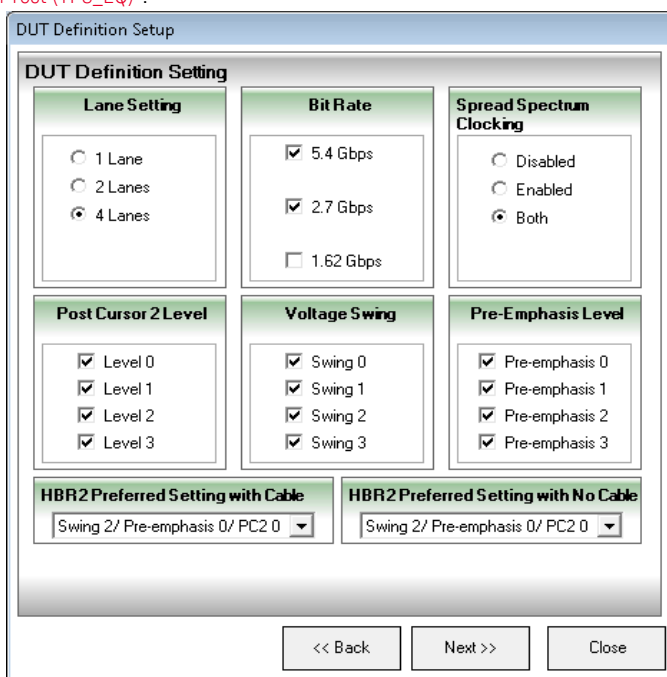 DUT Definition Setup
DUT Definition Setting
Lane Setting
1 Lane
2 Lanes
4 Lanes
Bit Rate
5.4 Gbps
2.7 Gbps
1.62 Gbps
Spread Spectrum
Clocking
Disabled
Enabled
Both
Post Cursor 2 Level
Level 0
Level 1
Level 2
Level 3
Voltage Swing
Swing 0
Swing 1
Swing 2
Swing 3
Pre-Emphasis Level
Pre-emphasis 0
Pre-emphasis 1
Pre-emphasis 2
Pre-emphasis 3
HBR2 Preferred Setting with Cable
Swing 2/ Pre-emphasis 0/ PC2 0
HBR2 Preferred Setting with No Cable
Swing 2/ Pre-emphasis 0/ PC2 0
<< Back
Next >>
Close